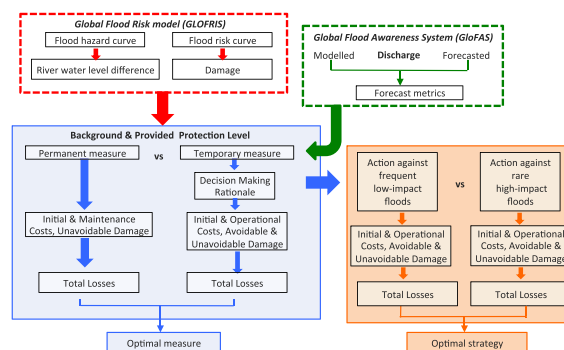 Global Flood Risk model (GLOFRIS)
Flood hazard curve
Flood risk curve
River water level difference
Damage
Global Flood Awareness System (GloFAS)
Modelled Discharge Forecasted
Forecast metrics
Background & Provided Protection Level
Permanent measure vs Temporary measure
Decision Making
Rationale
Initial & Maintenance
Costs, Unavoidable Damage
Initial & Operational
Costs, Avoidable &
Unavoidable Damage
Total Losses
Total Losses
Optimal measure
Action against
frequent
low-impact
floods
vs
Action against
rare
high-impact
floods
Initial & Operational
Costs, Avoidable &
Unavoidable Damage
Initial & Operational
Costs, Avoidable &
Unavoidable Damage
Total Losses
Total Losses
Optimal strategy